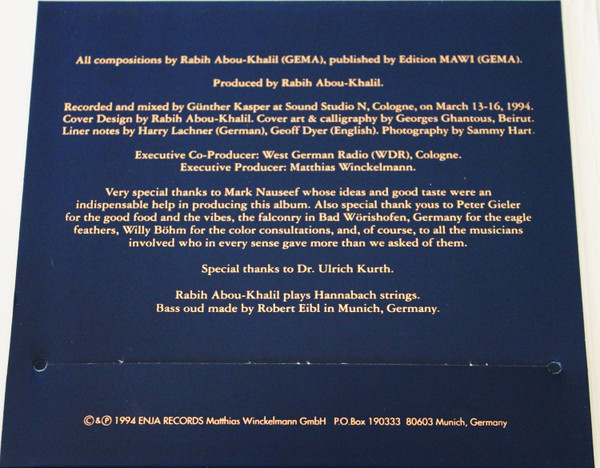 All compositions by Rabih Abou-Khalil (GEMA), published by Edition MAWI (GEMA).
Produced by Rabih Abou-Khalil.
Recorded and mixed by Günther Kasper at Sound Studio N, Cologne, on March 13-16, 1994.
Cover Design by Rabih Abou-Khalil. Cover art & calligraphy by Georges Ghantous, Beirut.
Liner notes by Harry Lachner (German), Geoff Dyer (English). Photography by Sammy Hart.
Executive Co-Producer: West German Radio (WDR), Cologne.
Executive Producer: Matthias Winckelmann.
Very special thanks to Mark Nauseef whose ideas and good taste were an
indispensable help in producing this album. Also special thank yous to Peter Gieler
for the good food and the vibes, the falconry in Bad Wörishofen, Germany for the eagle
feathers, Willy Böhm for the color consultations, and, of course, to all the musicians
involved who in every sense gave more than we asked of them.
Special thanks to Dr. Ulrich Kurth.
Rabih Abou-Khalil plays Hannabach strings.
Bass oud made by Robert Eibl in Munich, Germany.
©&℗ 1994 ENJA RECORDS Matthias Winckelmann GmbH P.O.Box 190333 80603 Munich, Germany